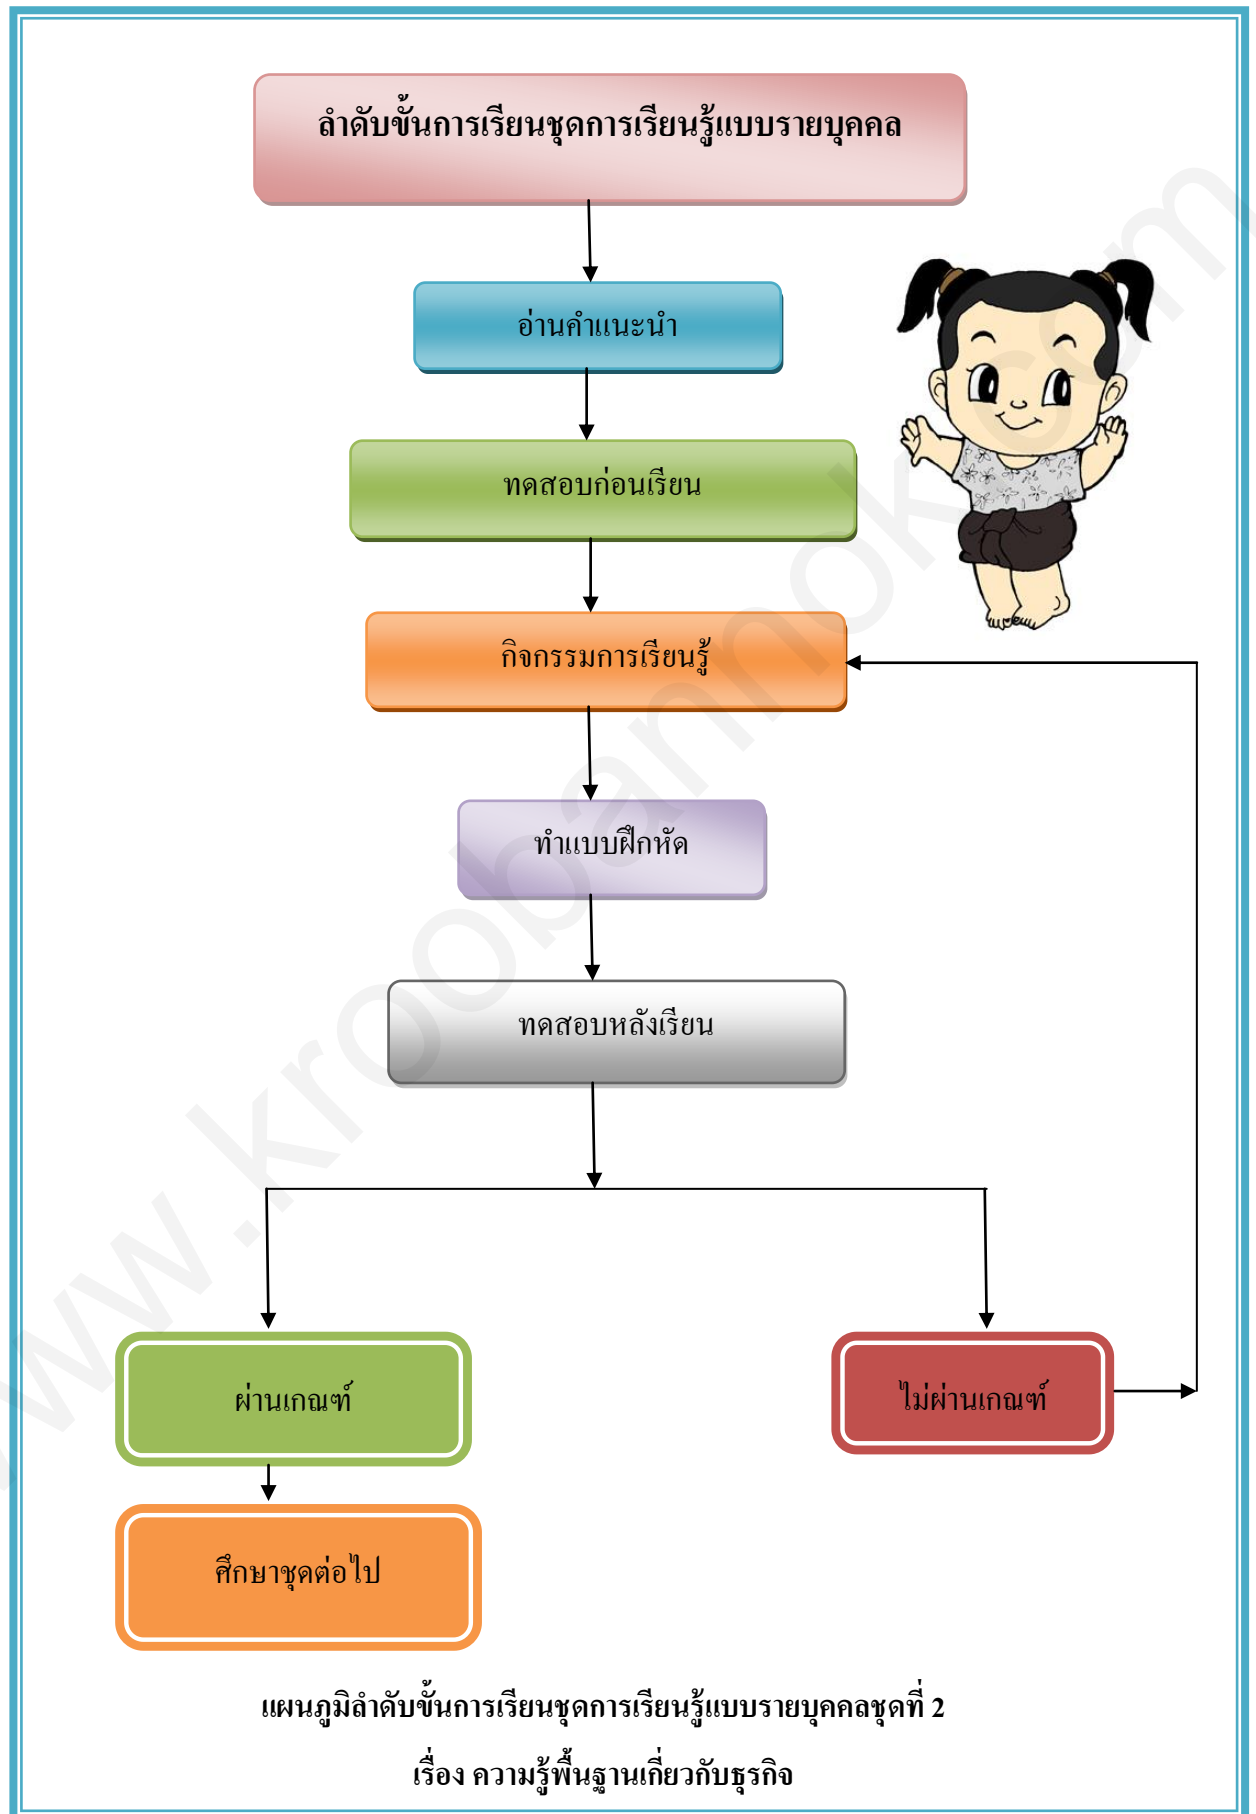 ลำดับขั้นการเรียนชุดการเรียนรู้แบบรายบุคคล
อ่านคำแนะนำ
ทดสอบก่อนเรียน
กิจกรรมการเรียนรู้
ทำแบบฝึกหัด
ทดสอบหลังเรียน
ผ่านเกณฑ์
ไม่ผ่านเกณฑ์
ศึกษาชุดต่อไป
แผนภูมิลำดับขั้นการเรียนชุดการเรียนรู้แบบรายบุคคลชุดที่ 2
เรื่อง ความรู้พื้นฐานเกี่ยวกับธุรกิจ
www.kroobannok.com